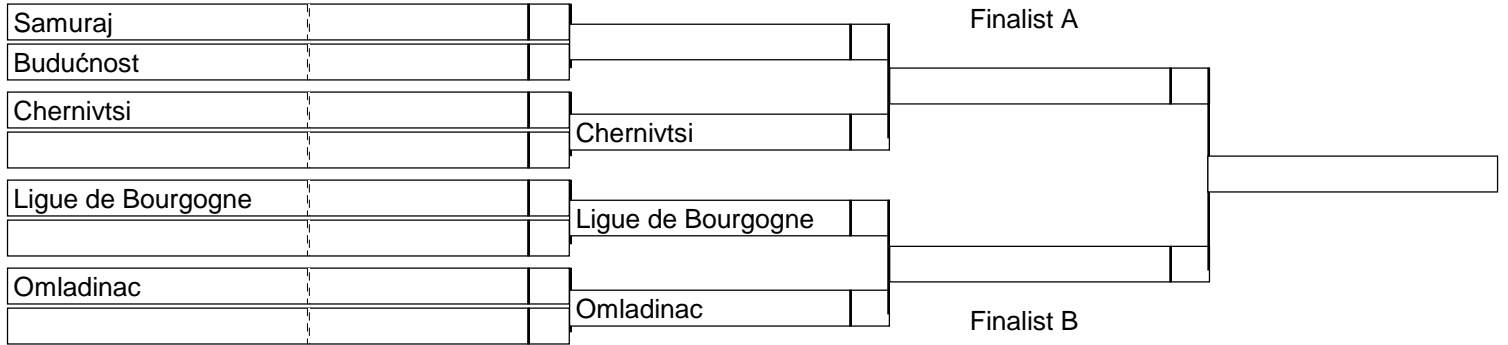 Samuraj
Budućnost
Chernivtsi
Ligue de Bourgogne
Omladinac
Chernivtsi
Ligue de Bourgogne
Omladinac
Finalist A
Finalist B